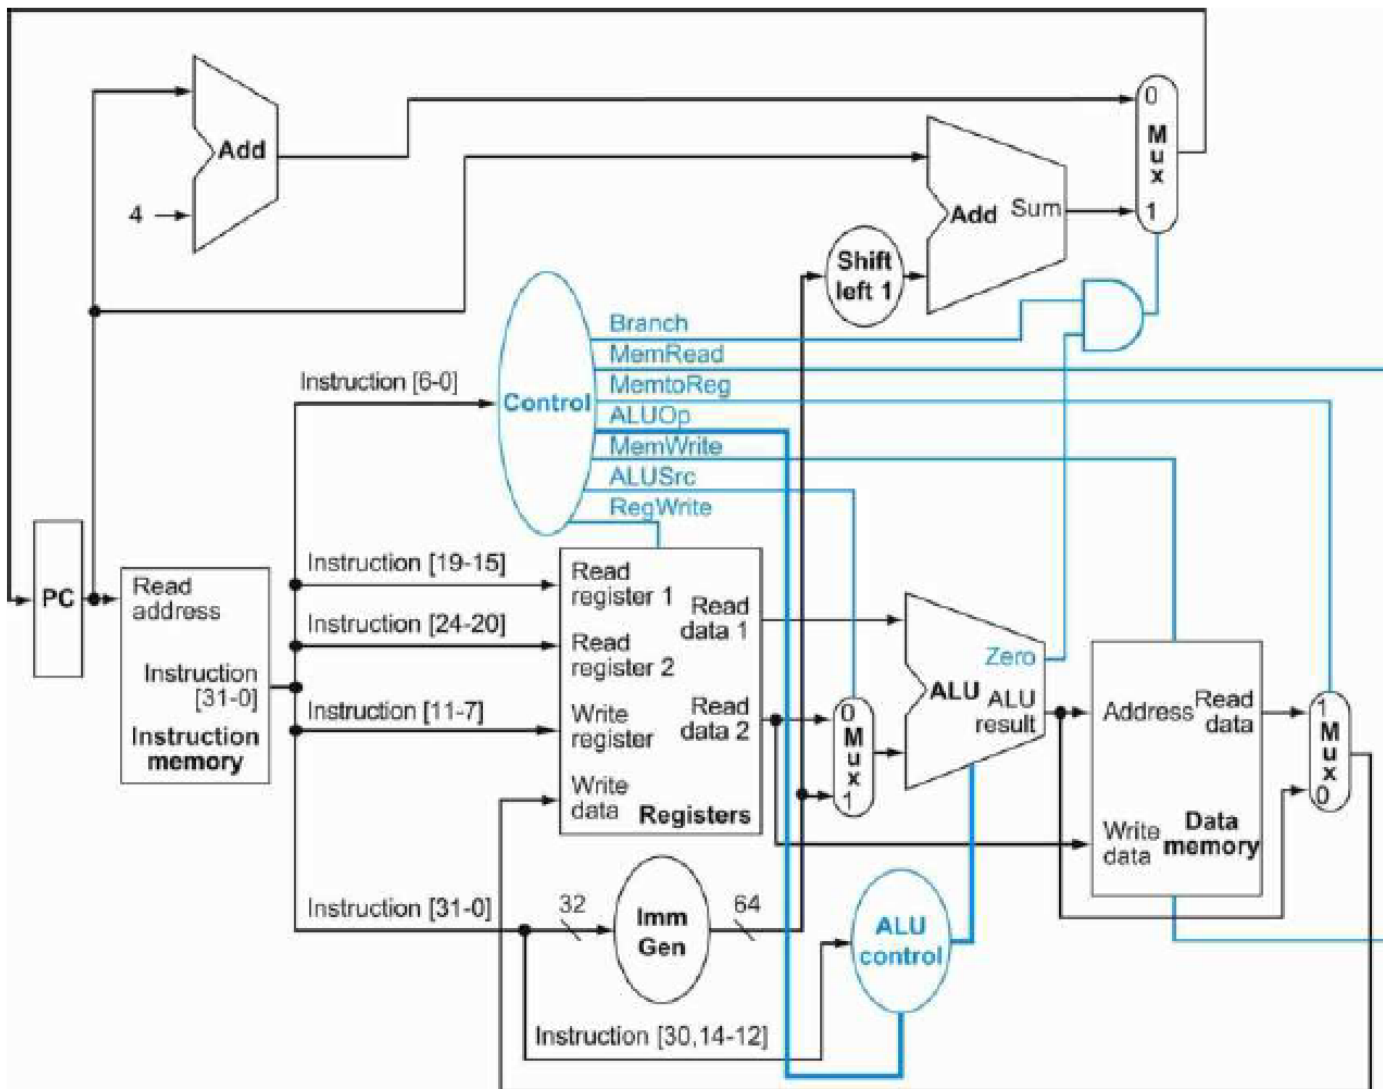 Add
4
0
M
u
x
1
Add Sum
Shift
left 1
Branch
MemRead
MemtoReg
ALUOp
MemWrite
ALUSrc
RegWrite
Control
Instruction [6-0]
Instruction [19-15]
Instruction [24-20]
Instruction [11-7]
Instruction [31-0]
PC
Read
address
Instruction
[31-0]
Instruction
memory
Read
register 1
Read
register 2
Write
register
Write
data
Read
data 1
Read
data 2
Registers
0
M
u
x
1
Zero
ALU
ALU
result
Address
Read
data
Write
data
Data
memory
1
M
u
x
0
32
Imm
Gen
64
ALU
control
Instruction [30,14-12]